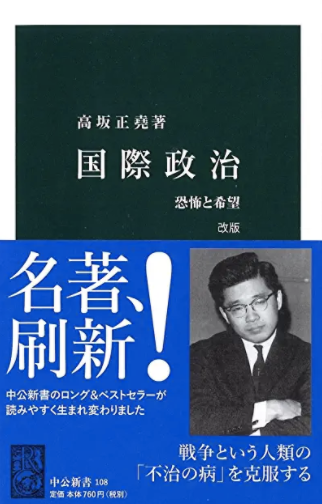 高坂正堯著
国際政治
恐怖と希望
改版
名著、
刷新!
中公新書のロング&ベストセラーが
読みやすく生まれ変わりました
中公新書 108
定価 本体760円(税別)
戦争という人類の
「不治の病」を克服する